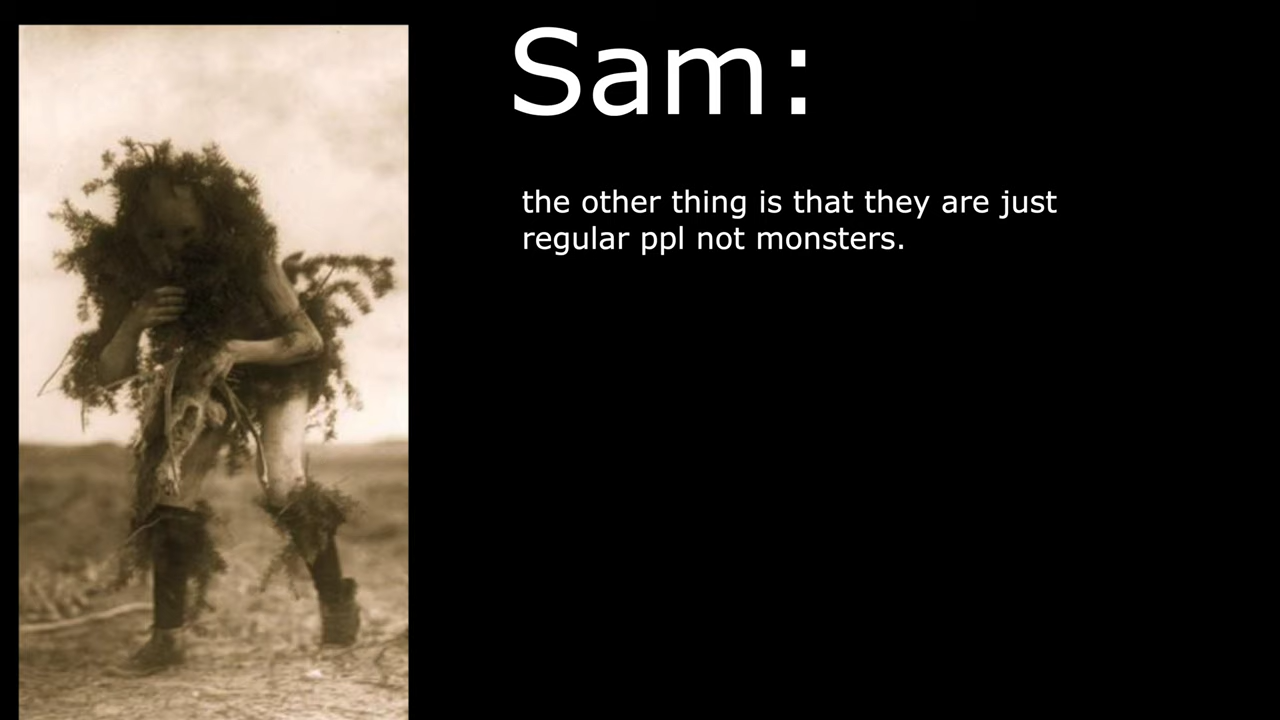 Sam:
the other thing is that they are just
regular ppl not monsters.